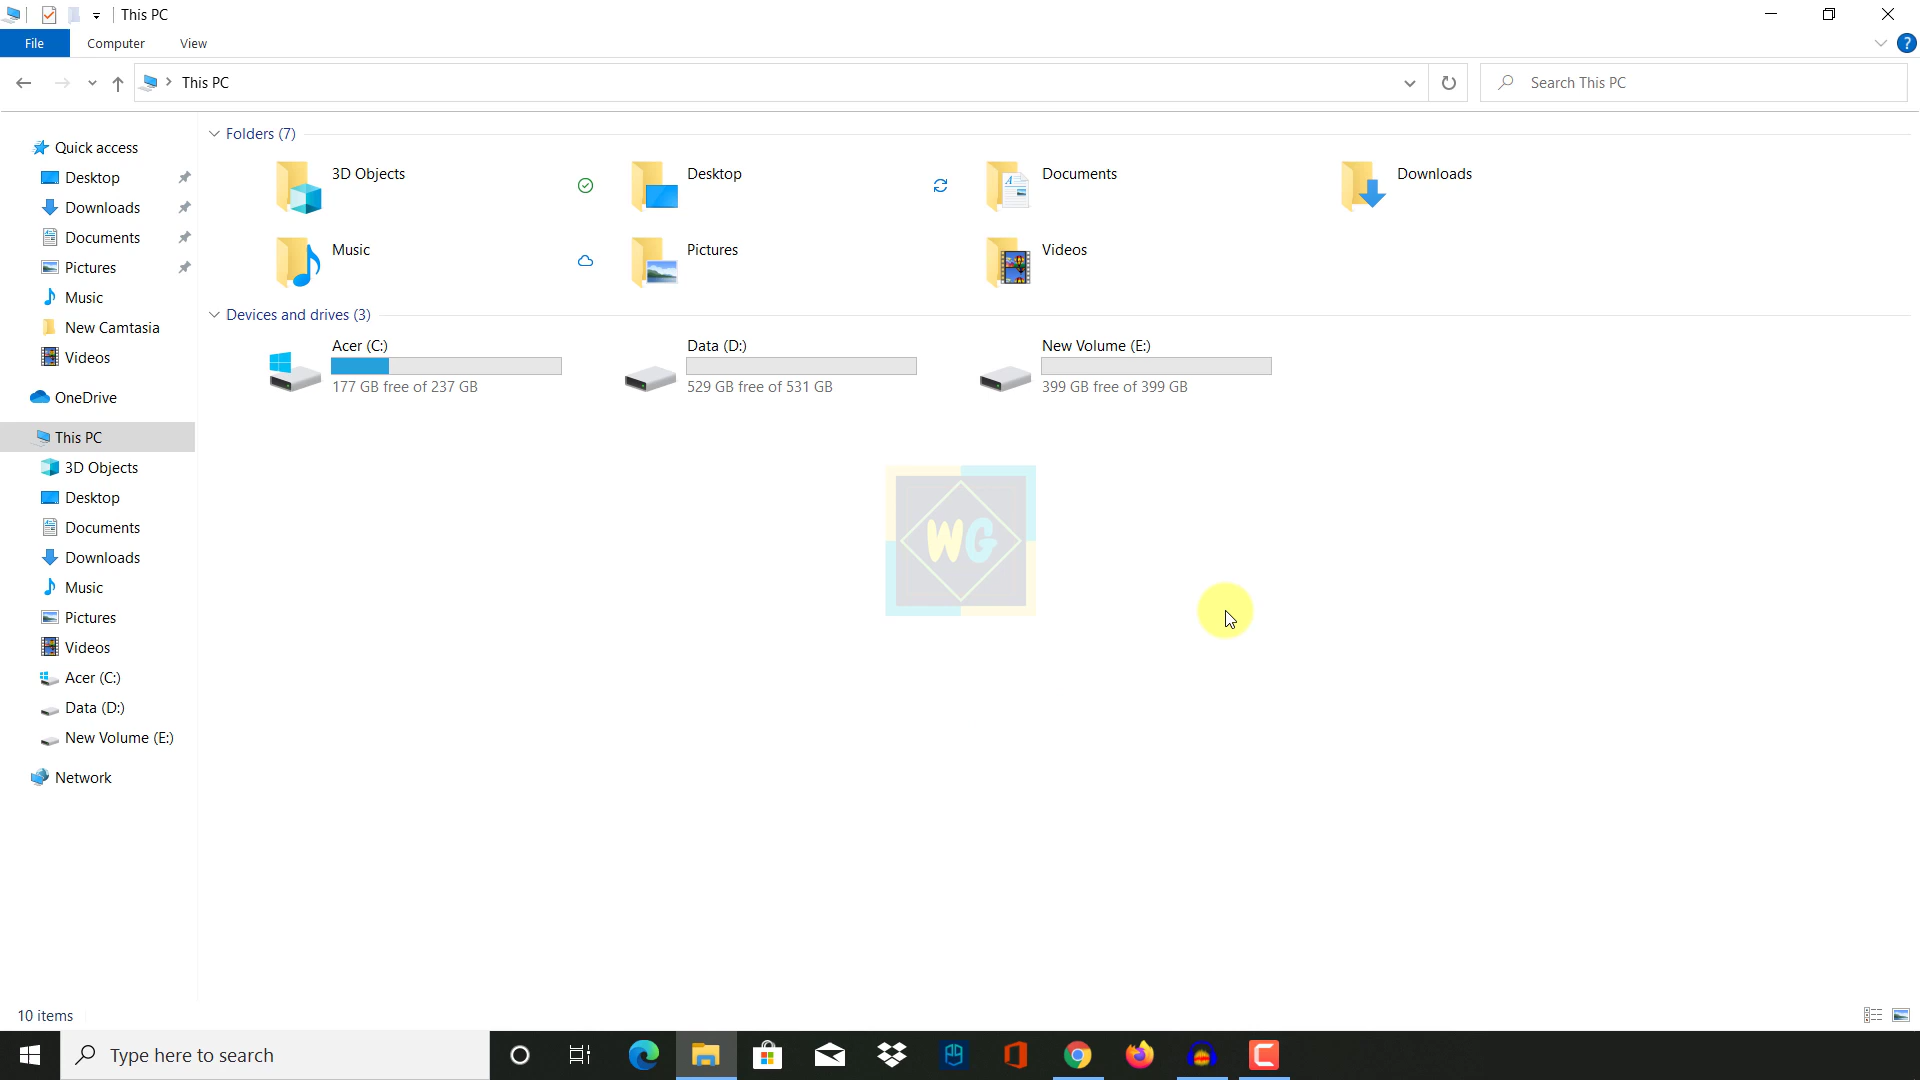 This PC
File Computer View
This PC
Search This PC
Quick access
Desktop
Downloads
Documents
Pictures
Music
New Camtasia
Videos
OneDrive
This PC
3D Objects
Desktop
Documents
Downloads
Music
Pictures
Videos
Acer (C:)
Data (D:)
New Volume (E:)
Network
Folders (7)
3D Objects
Desktop
Documents
Downloads
Music
Pictures
Videos
Devices and drives (3)
Acer (C:)
177 GB free of 237 GB
Data (D:)
529 GB free of 531 GB
New Volume (E:)
399 GB free of 399 GB
WG
10 items
Type here to search